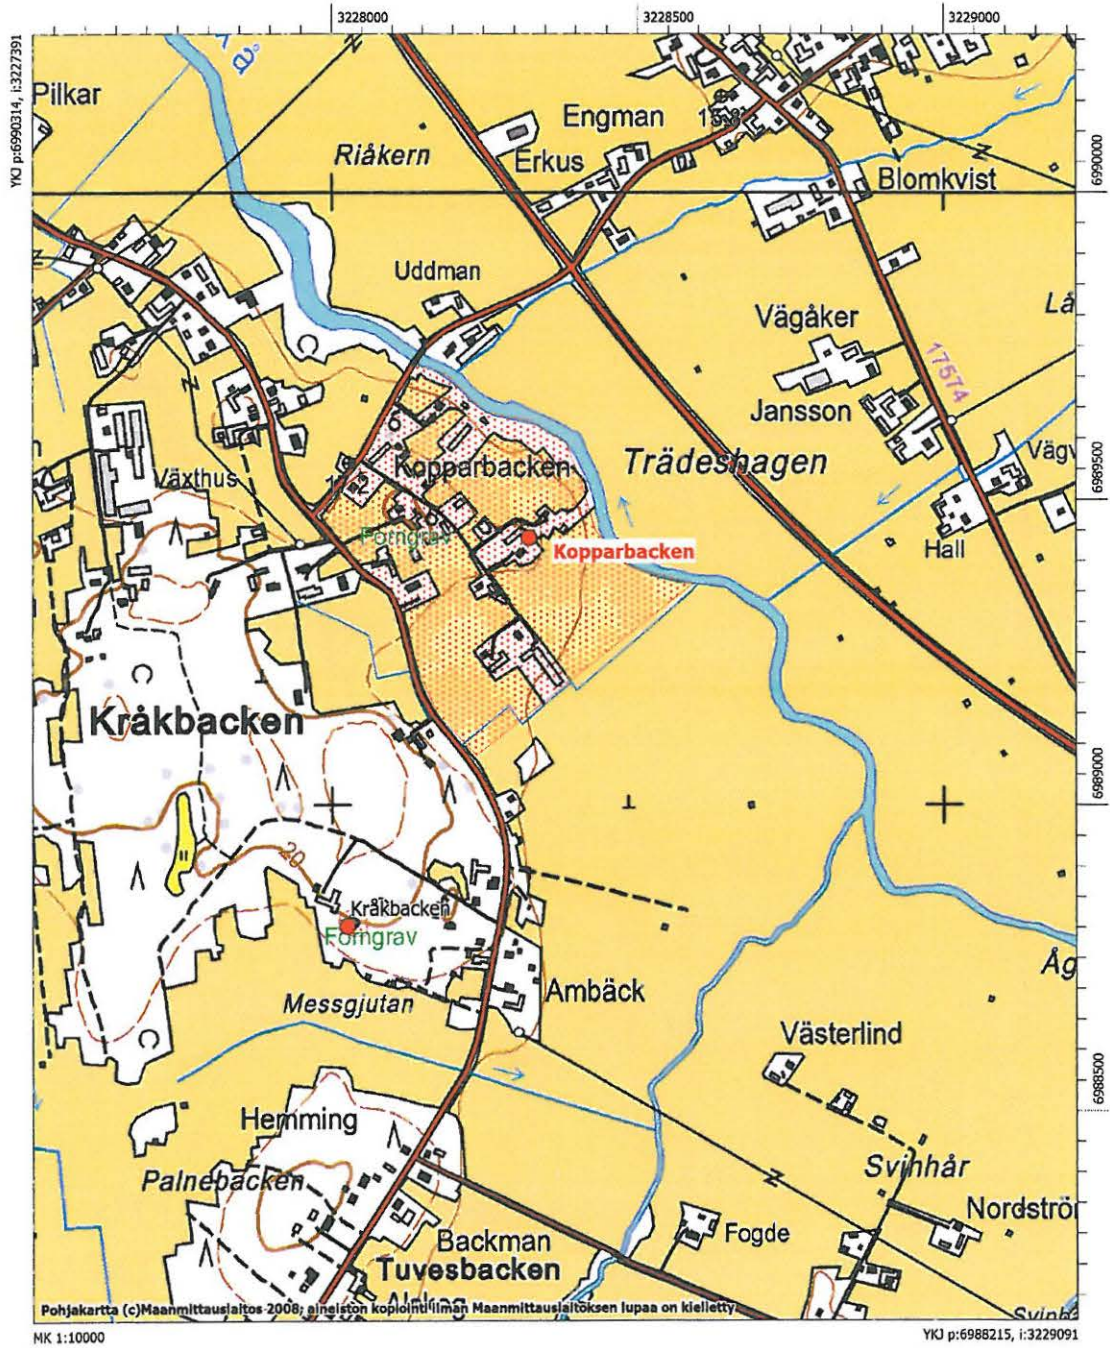 3228000
3228500
3229000
YKJ p:6990314, i:3227391
Pilkar
Engman
Riåkern
Erkus
Blomkvist
6990000
Uddman
Vägåker
Lå
17574
Jansson
Kopparbacken
Trädeshagen
Vägv
6989500
Växthus
Forngrav
Kopparbacken
Hall
Kråkbacken
6989000
20
Kråkbacken
Forngrav
Åg
Messgjutan
Ambäck
Västerlind
6988500
Hemming
Svinhår
Palnebacken
Nordströ
Fogde
Backman
Tuvesbacken
Pohjakartta (c)Maanmittauslaitos 2008; aineiston kopiointi ilman Maanmittauslaitoksen lupaa on kielletty
MK 1:10000
YKJ p:6988215, i:3229091